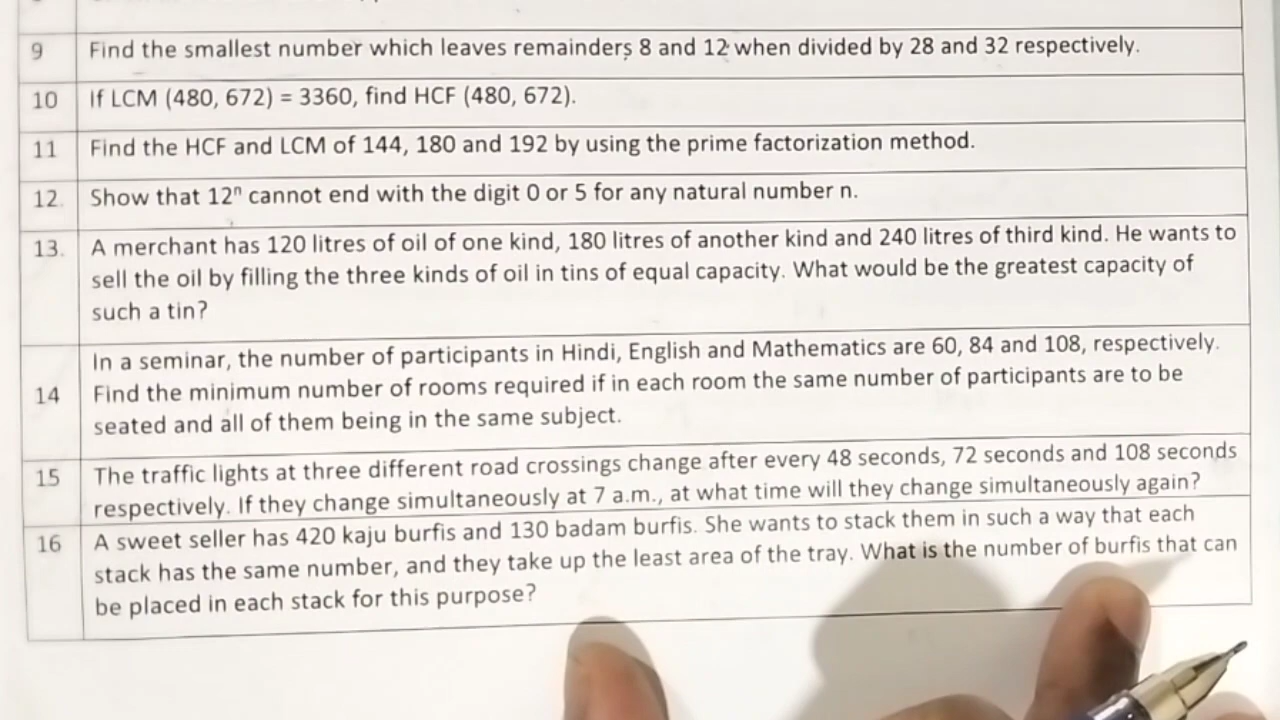 9 Find the smallest number which leaves remainders 8 and 12 when divided by 28 and 32 respectively.
10 If LCM (480, 672) = 3360, find HCF (480, 672).
11 Find the HCF and LCM of 144, 180 and 192 by using the prime factorization method.
12. Show that 12ⁿ cannot end with the digit 0 or 5 for any natural number n.
13. A merchant has 120 litres of oil of one kind, 180 litres of another kind and 240 litres of third kind. He wants to
sell the oil by filling the three kinds of oil in tins of equal capacity. What would be the greatest capacity of
such a tin?
In a seminar, the number of participants in Hindi, English and Mathematics are 60, 84 and 108, respectively.
14 Find the minimum number of rooms required if in each room the same number of participants are to be
seated and all of them being in the same subject.
15 The traffic lights at three different road crossings change after every 48 seconds, 72 seconds and 108 seconds
respectively. If they change simultaneously at 7 a.m., at what time will they change simultaneously again?
16 A sweet seller has 420 kaju burfis and 130 badam burfis. She wants to stack them in such a way that each
stack has the same number, and they take up the least area of the tray. What is the number of burfis that can
be placed in each stack for this purpose?